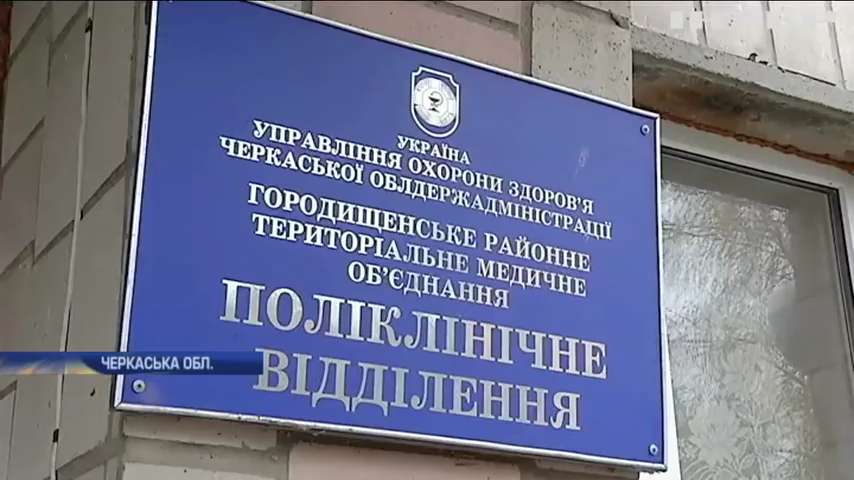 УКРАЇНА
УПРАВЛІННЯ ОХОРОНИ ЗДОРОВ'Я
ЧЕРКАСЬКОЇ ОБЛДЕРЖАДМІНІСТРАЦІЇ
ГОРОДИЩЕНСЬКЕ РАЙОННЕ
ТЕРИТОРІАЛЬНЕ МЕДИЧНЕ
ОБ'ЄДНАННЯ
ПОЛІКЛІНІЧНЕ
ВІДДІЛЕННЯ
ЧЕРКАСЬКА ОБЛ.